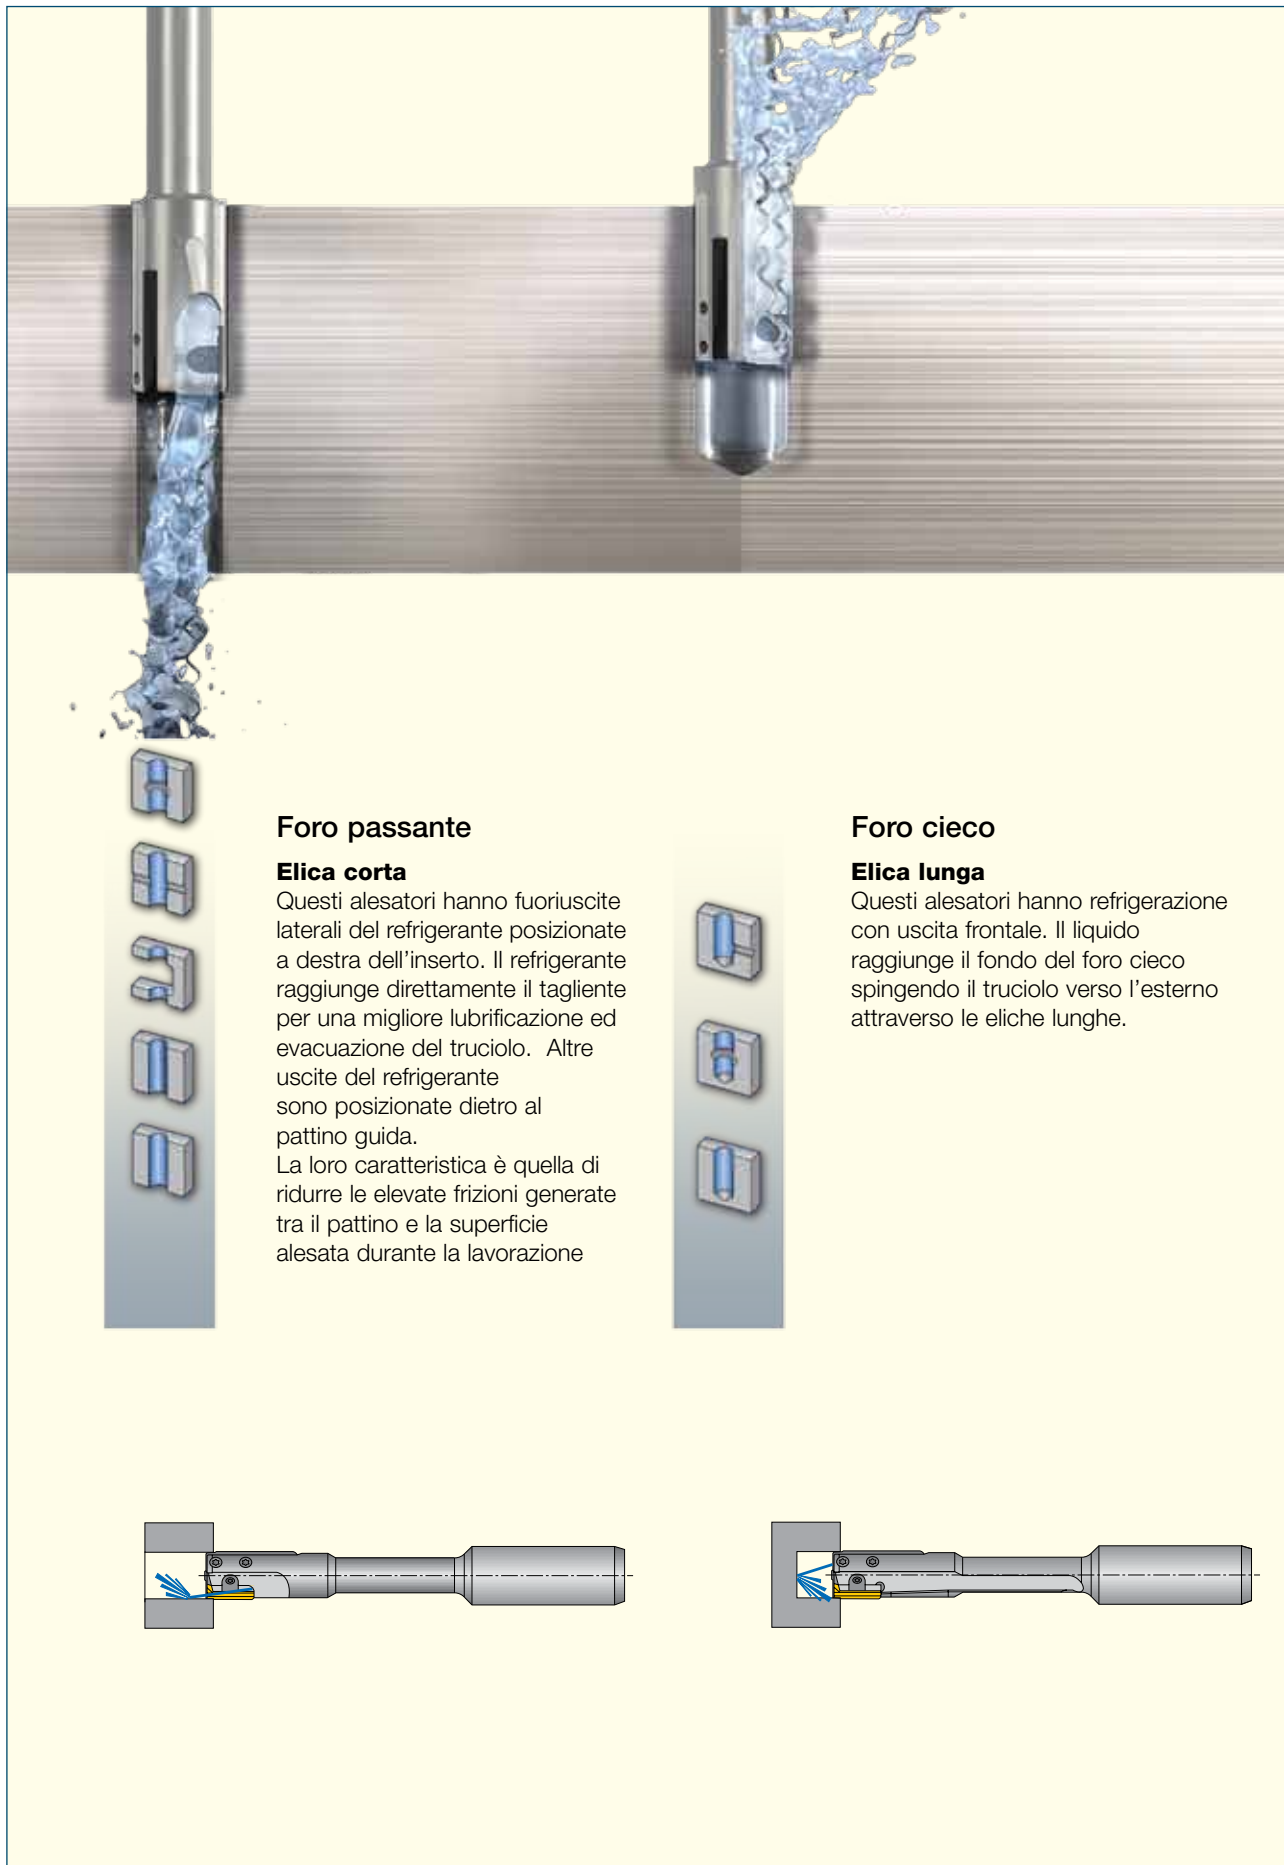 Foro passante
Elica corta
Questi alesatori hanno fuoriuscite
laterali del refrigerante posizionate
a destra dell’inserto. Il refrigerante
raggiunge direttamente il tagliente
per una migliore lubrificazione ed
evacuazione del truciolo.  Altre
uscite del refrigerante
sono posizionate dietro al
pattino guida.
La loro caratteristica è quella di
ridurre le elevate frizioni generate
tra il pattino e la superficie
alesata durante la lavorazione
Foro cieco
Elica lunga
Questi alesatori hanno refrigerazione
con uscita frontale. Il liquido
raggiunge il fondo del foro cieco
spingendo il truciolo verso l’esterno
attraverso le eliche lunghe.